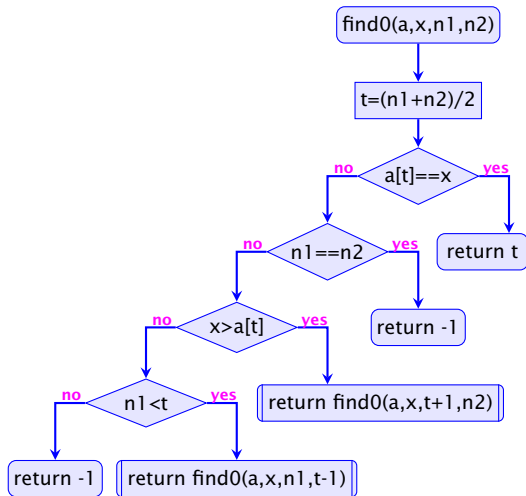 find0(a,x,n1,n2)
t=(n1+n2)/2
a[t]==x
no
yes
return t
n1==n2
no
yes
return -1
x>a[t]
no
yes
return find0(a,x,t+1,n2)
n1<t
no
yes
return -1
return find0(a,x,n1,t-1)